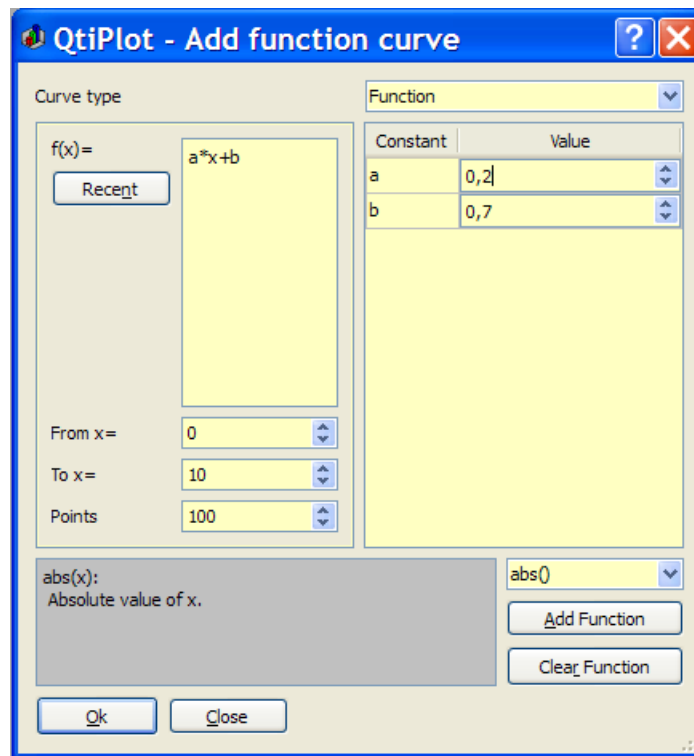 QtiPlot - Add function curve
Curve type
Function
f(x)=
a*x+b
Recent
Constant Value
a 0,2
b 0,7
From x= 0
To x= 10
Points 100
abs(x):
Absolute value of x.
abs()
Add Function
Clear Function
Ok
Close